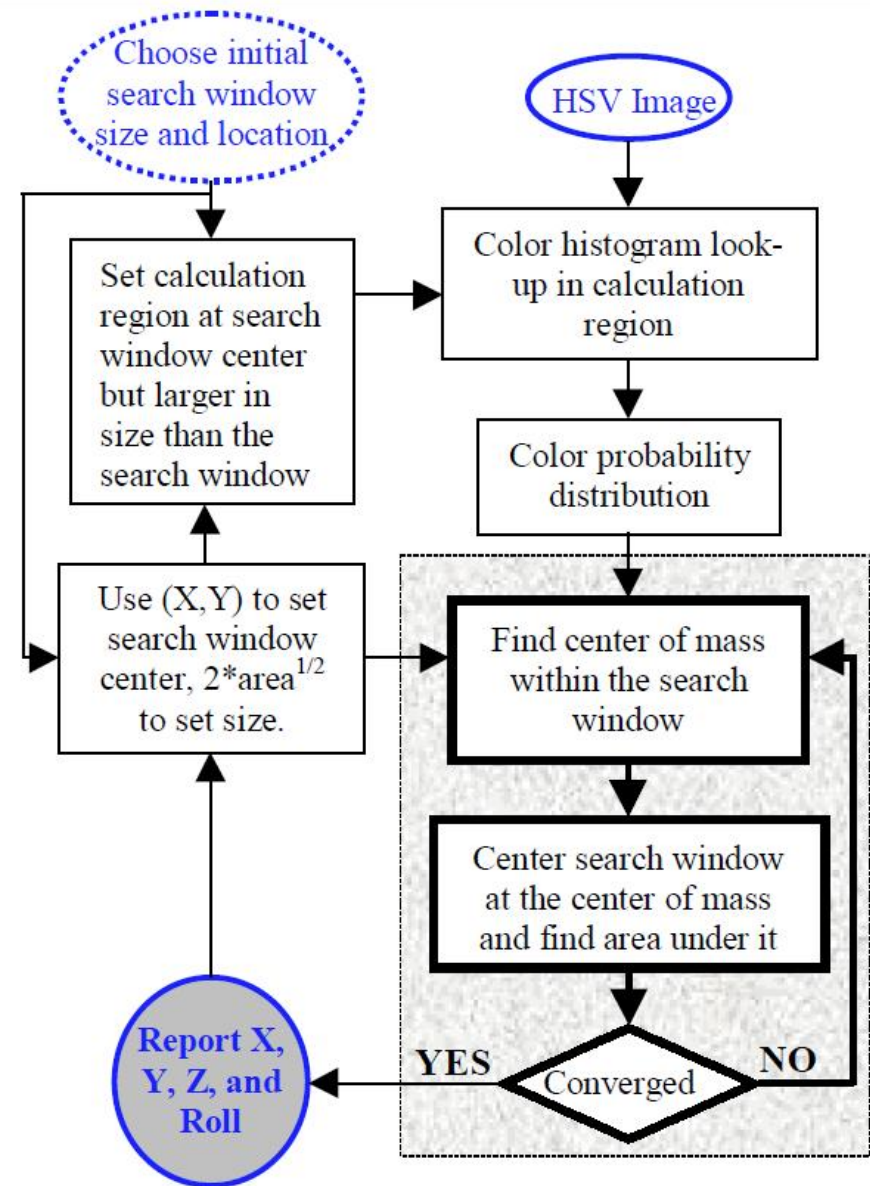 Choose initial
search window
size and location
HSV Image
Set calculation
region at search
window center
but larger in
size than the
search window
Color histogram look-
up in calculation
region
Color probability
distribution
Use (X,Y) to set
search window
center, 2*area^{1/2}
to set size.
Find center of mass
within the search
window
Center search window
at the center of mass
and find area under it
Converged
YES
NO
Report X,
Y, Z, and
Roll